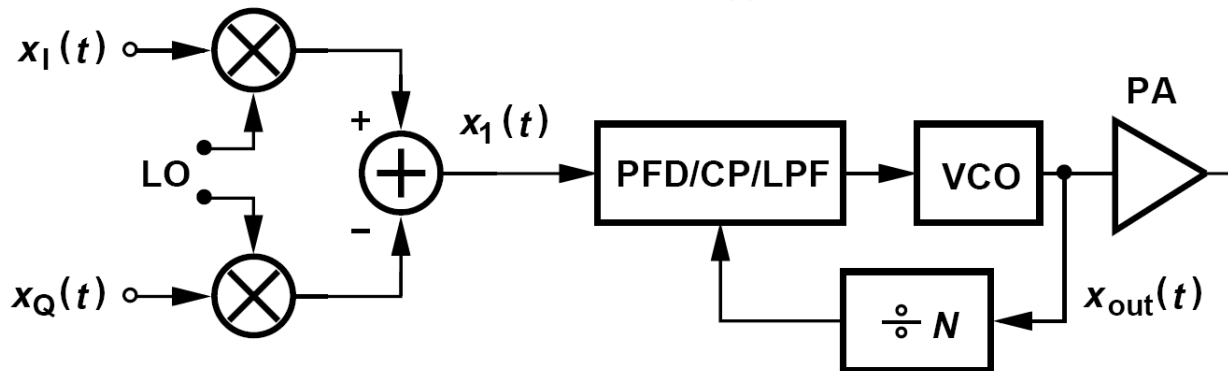 x_I(t)
LO
x_Q(t)
+
−
x_1(t)
PFD/CP/LPF
VCO
PA
÷ N
x_out(t)